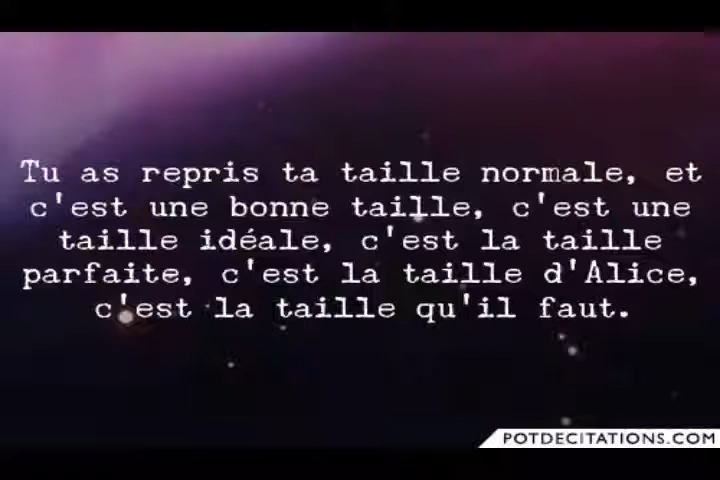 Tu as repris ta taille normale, et
c'est une bonne taille, c'est une
taille idéale, c'est la taille
parfaite, c'est la taille d'Alice,
c'est la taille qu'il faut.
POTDECITATIONS.COM